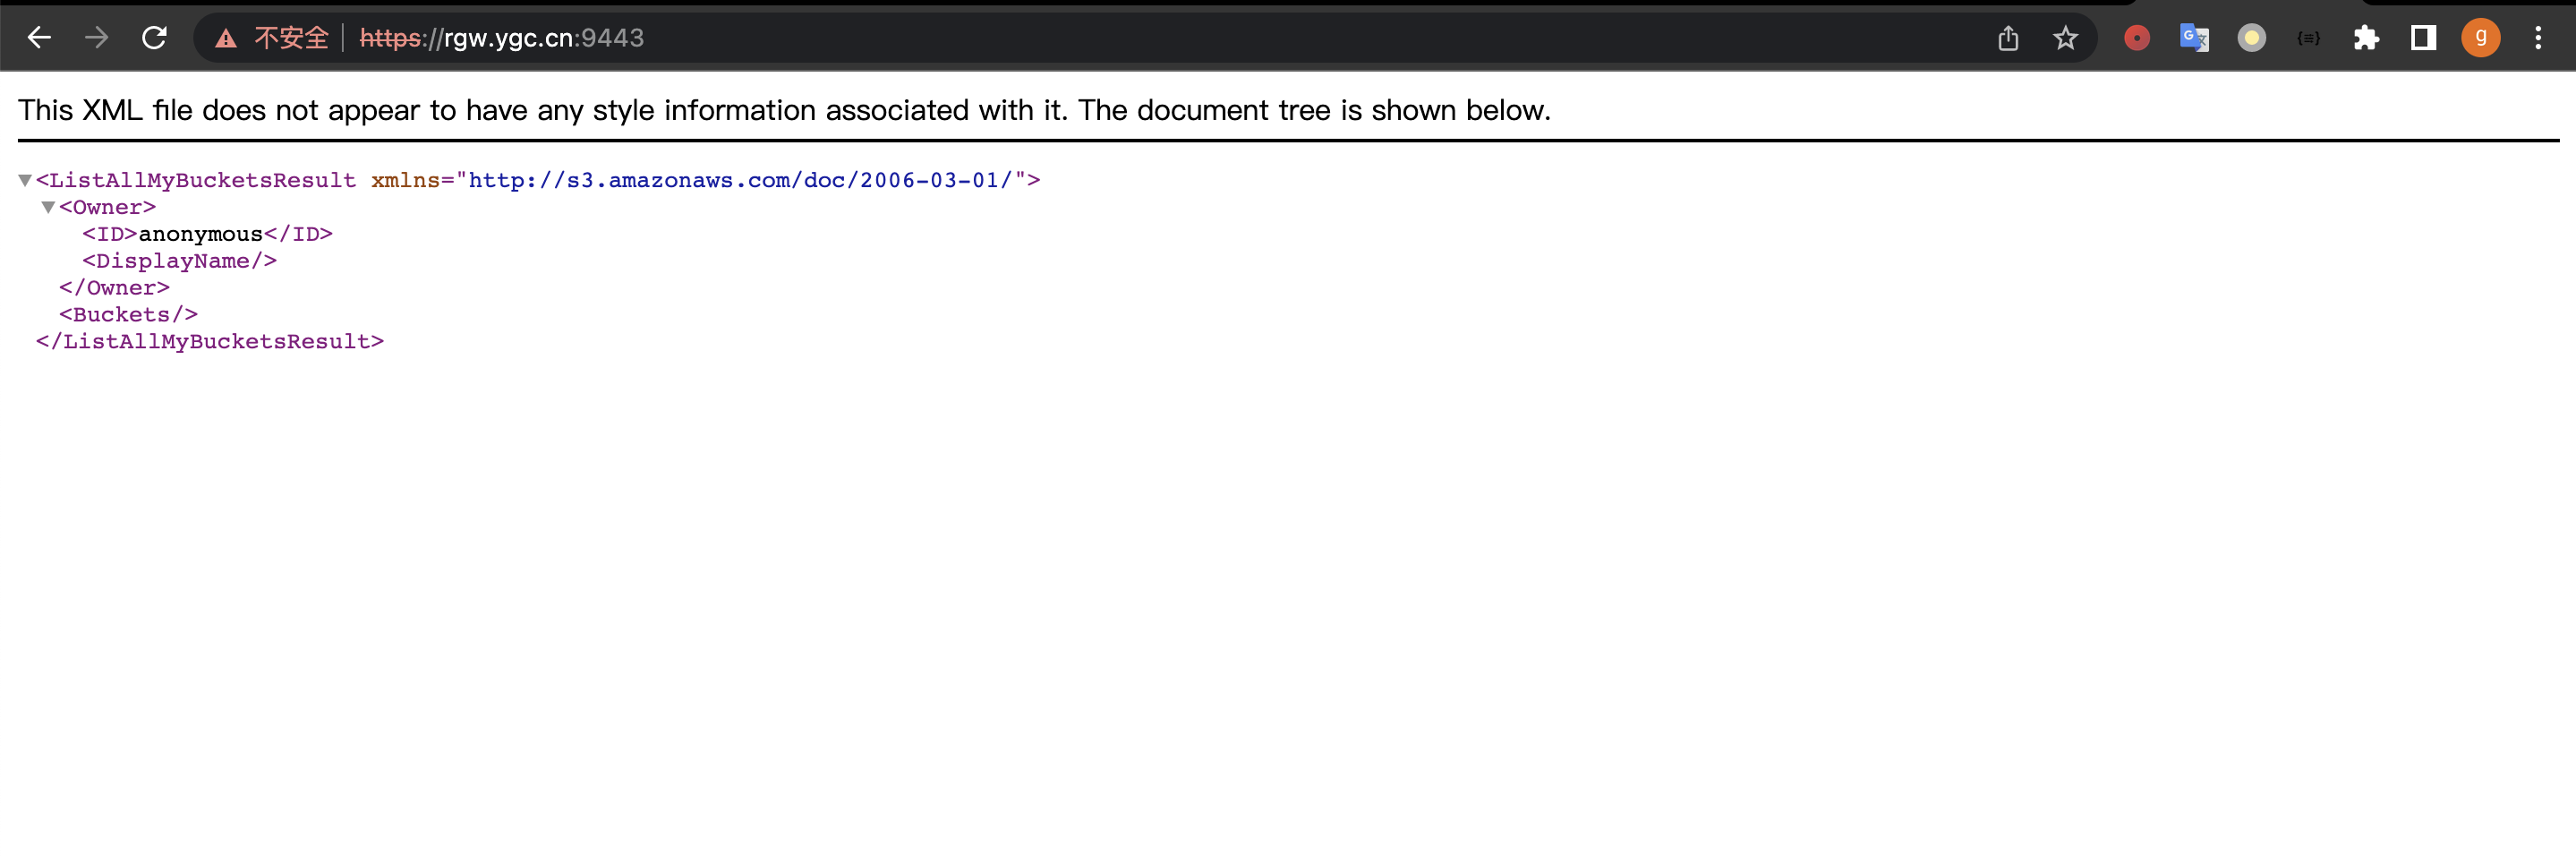 不安全 https://rgw.ygc.cn:9443
This XML file does not appear to have any style information associated with it. The document tree is shown below.
<ListAllMyBucketsResult xmlns="http://s3.amazonaws.com/doc/2006-03-01/">
<Owner>
<ID>anonymous</ID>
<DisplayName/>
</Owner>
<Buckets/>
</ListAllMyBucketsResult>
g